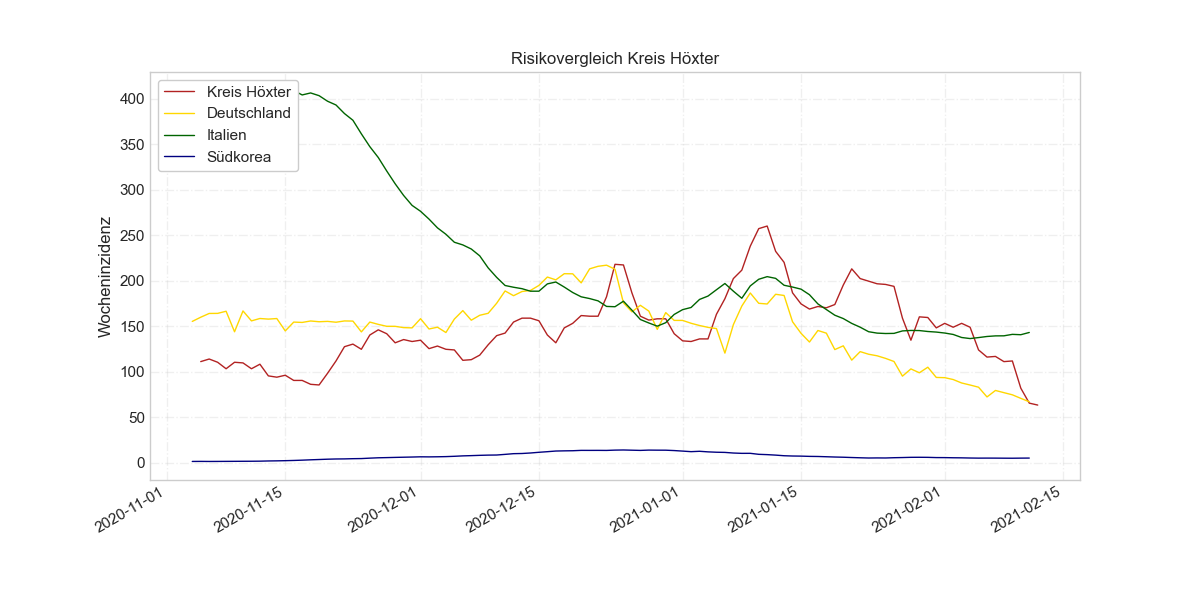 Risikovergleich Kreis Höxter
Kreis Höxter
Deutschland
Italien
Südkorea
Wocheninzidenz
400
350
300
250
200
150
100
50
0
2020-11-01
2020-11-15
2020-12-01
2020-12-15
2021-01-01
2021-01-15
2021-02-01
2021-02-15